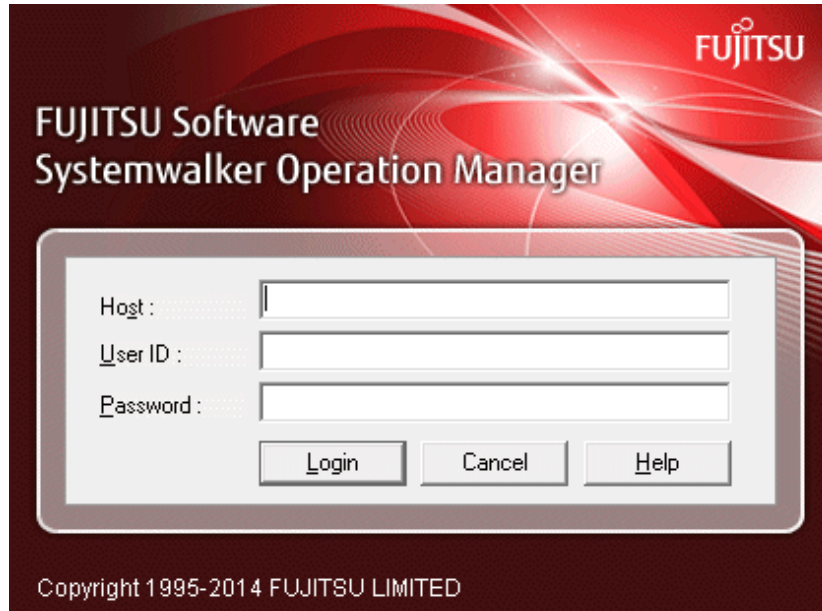 FUJITSU
FUJITSU Software
Systemwalker Operation Manager
Host :
User ID :
Password :
Login Cancel Help
Copyright 1995-2014 FUJITSU LIMITED